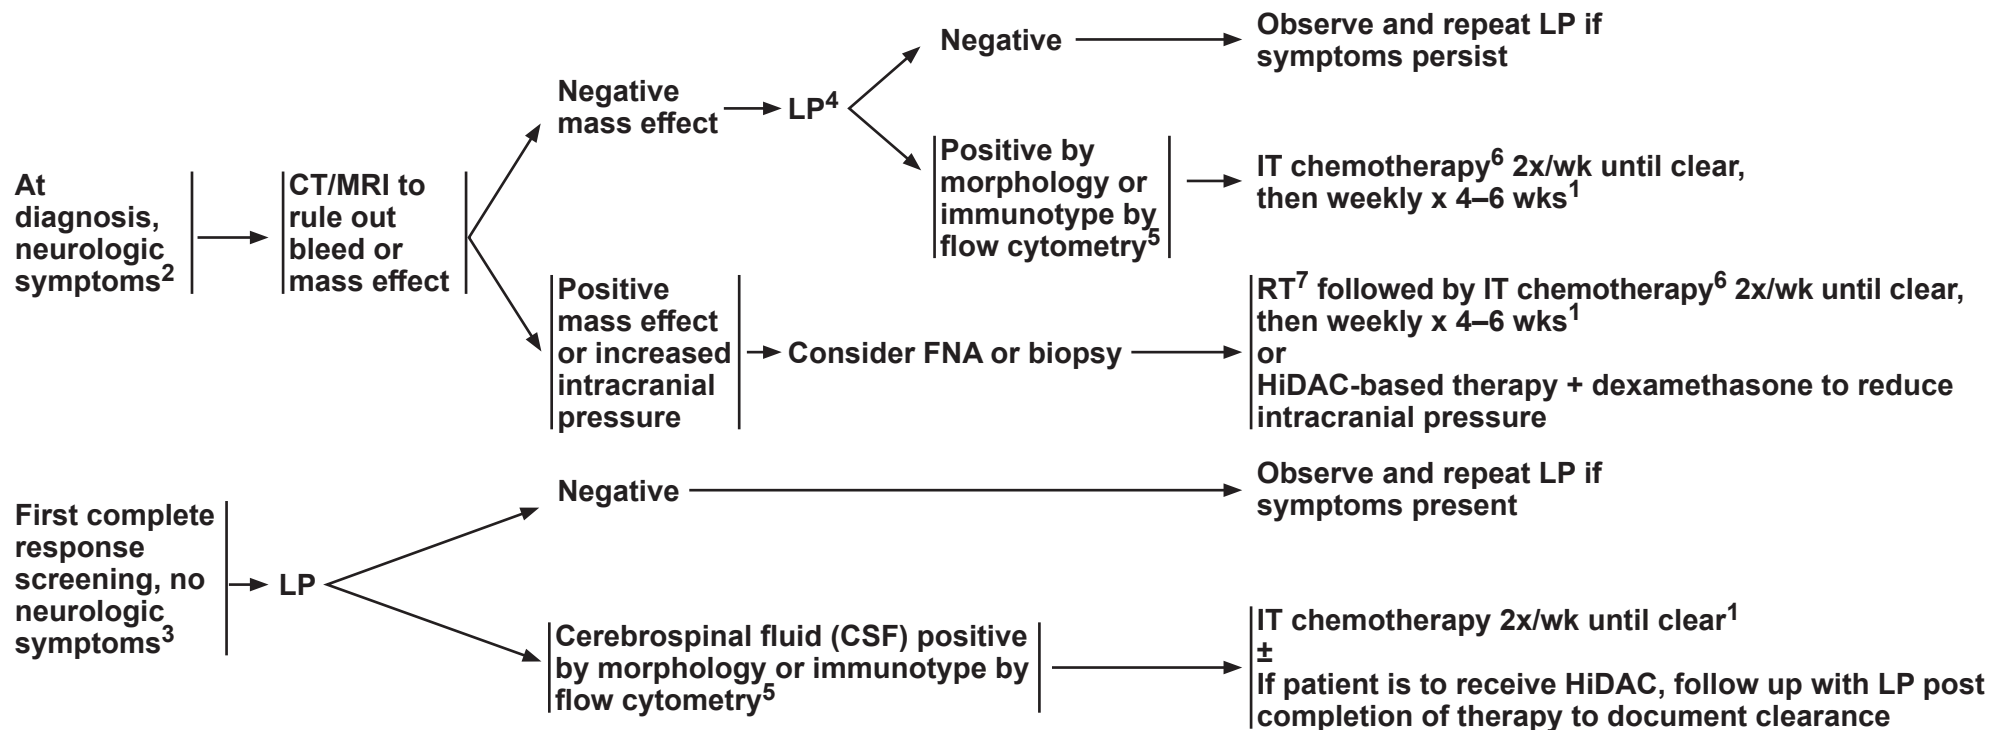 At
diagnosis,
neurologic
symptoms2
CT/MRI to
rule out
bleed or
mass effect
Negative
mass effect
LP4
Negative
Observe and repeat LP if
symptoms persist
Positive by
morphology or
immunotype by
flow cytometry5
IT chemotherapy6 2x/wk until clear,
then weekly x 4–6 wks1
Positive
mass effect
or increased
intracranial
pressure
Consider FNA or biopsy
RT7 followed by IT chemotherapy6 2x/wk until clear,
then weekly x 4–6 wks1
or
HiDAC-based therapy + dexamethasone to reduce
intracranial pressure
First complete
response
screening, no
neurologic
symptoms3
LP
Negative
Observe and repeat LP if
symptoms present
Cerebrospinal fluid (CSF) positive
by morphology or immunotype by
flow cytometry5
IT chemotherapy 2x/wk until clear1
±
If patient is to receive HiDAC, follow up with LP post
completion of therapy to document clearance